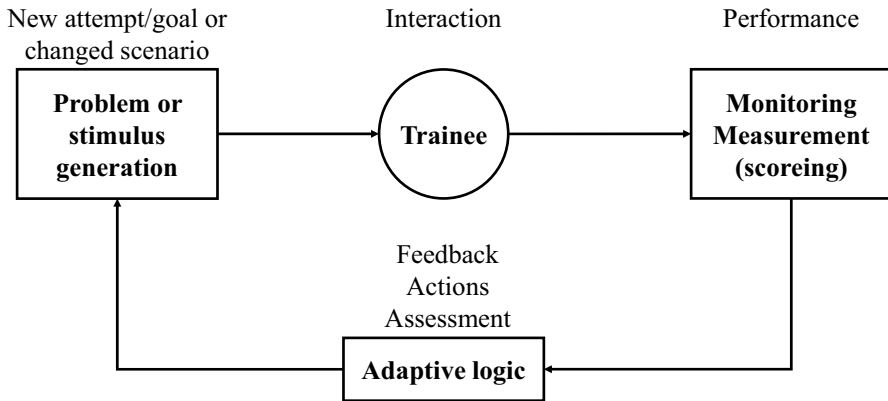 New attempt/goal or
changed scenario
Interaction
Performance
Problem or
stimulus
generation
Trainee
Monitoring
Measurement
(scoreing)
Feedback
Actions
Assessment
Adaptive logic